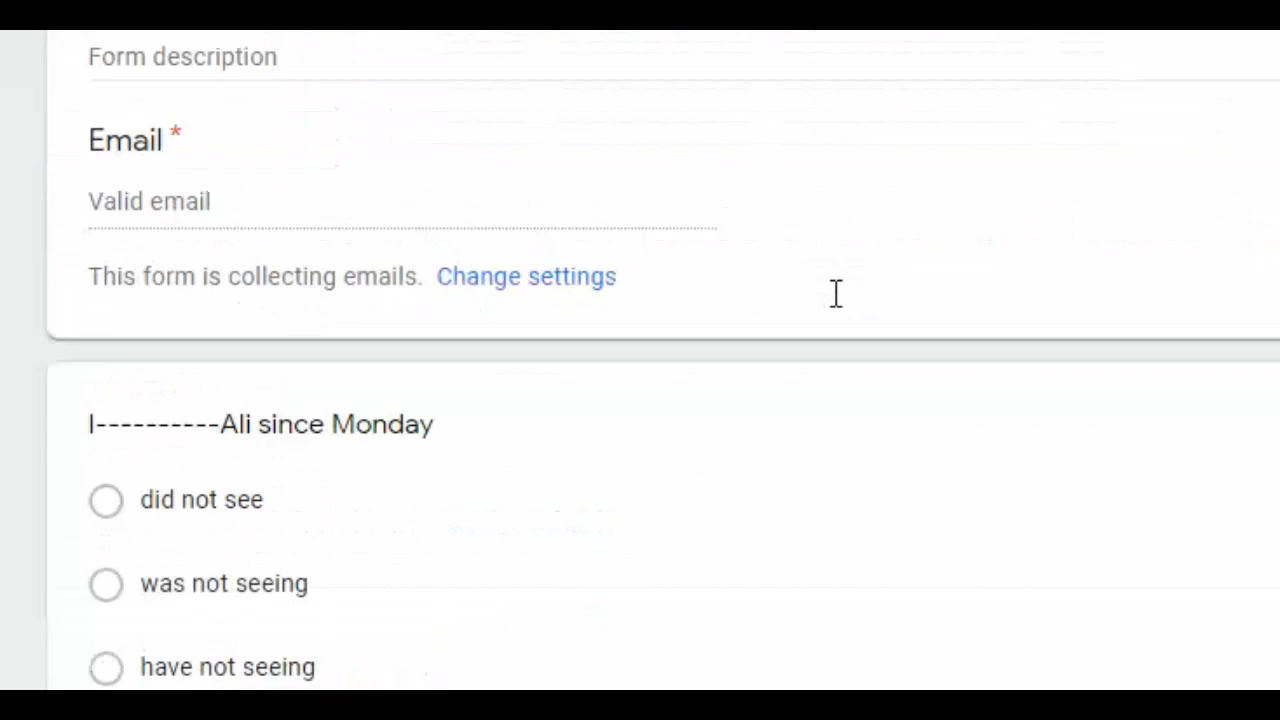 Form description
Email *
Valid email
This form is collecting emails. Change settings
I----------Ali since Monday
did not see
was not seeing
have not seeing